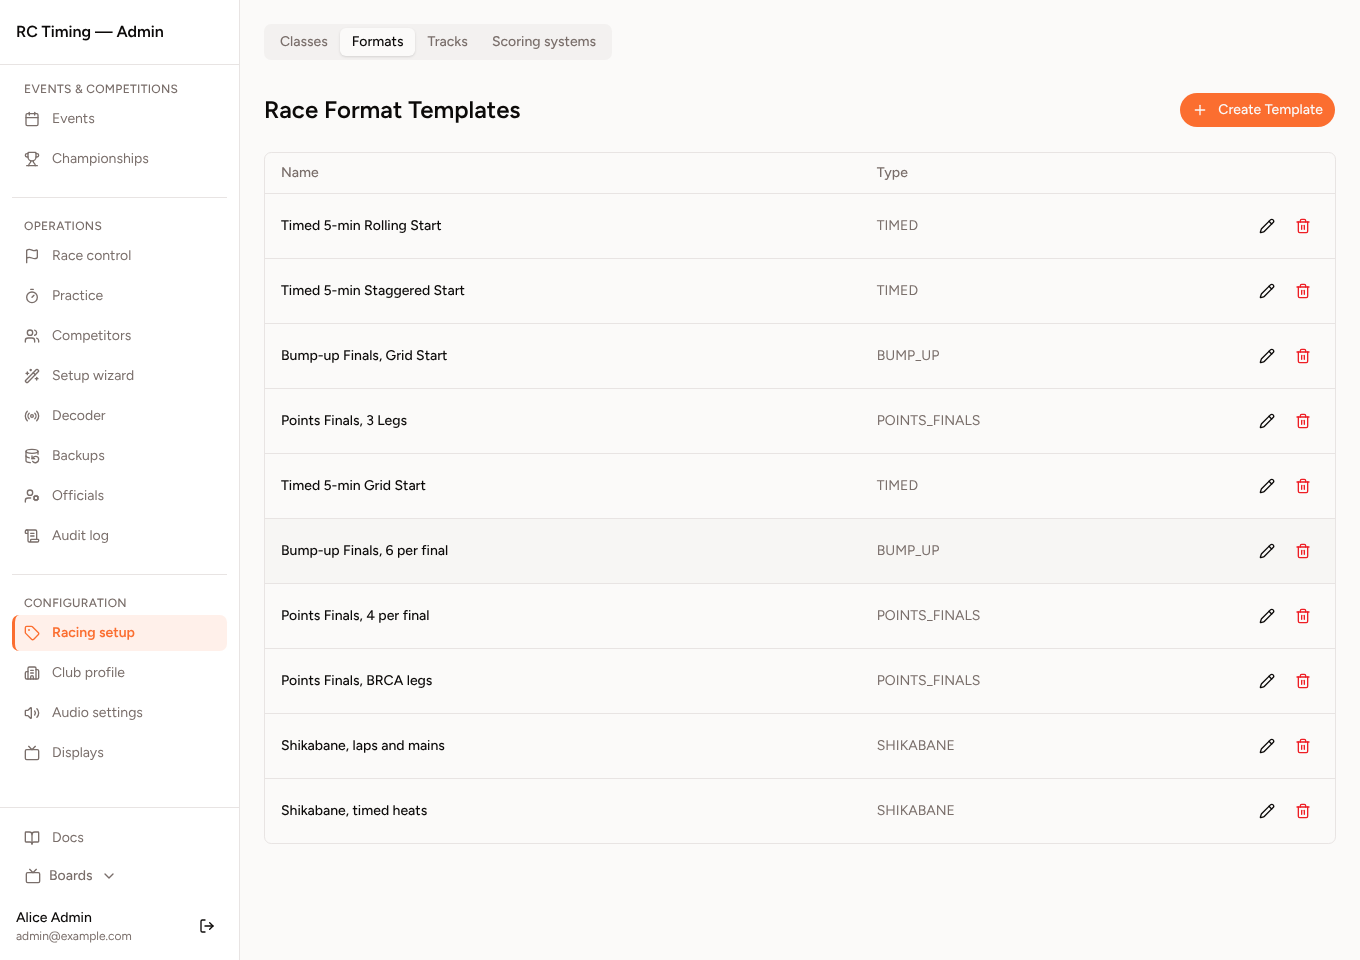 RC Timing — Admin
EVENTS & COMPETITIONS
Events
Championships
OPERATIONS
Race control
Practice
Competitors
Setup wizard
Decoder
Backups
Officials
Audit log
CONFIGURATION
Racing setup
Club profile
Audio settings
Displays
Docs
Boards
Alice Admin
admin@example.com
Classes Formats Tracks Scoring systems
Race Format Templates
Create Template
Name Type
Timed 5-min Rolling Start TIMED
Timed 5-min Staggered Start TIMED
Bump-up Finals, Grid Start BUMP_UP
Points Finals, 3 Legs POINTS_FINALS
Timed 5-min Grid Start TIMED
Bump-up Finals, 6 per final BUMP_UP
Points Finals, 4 per final POINTS_FINALS
Points Finals, BRCA legs POINTS_FINALS
Shikabane, laps and mains SHIKABANE
Shikabane, timed heats SHIKABANE